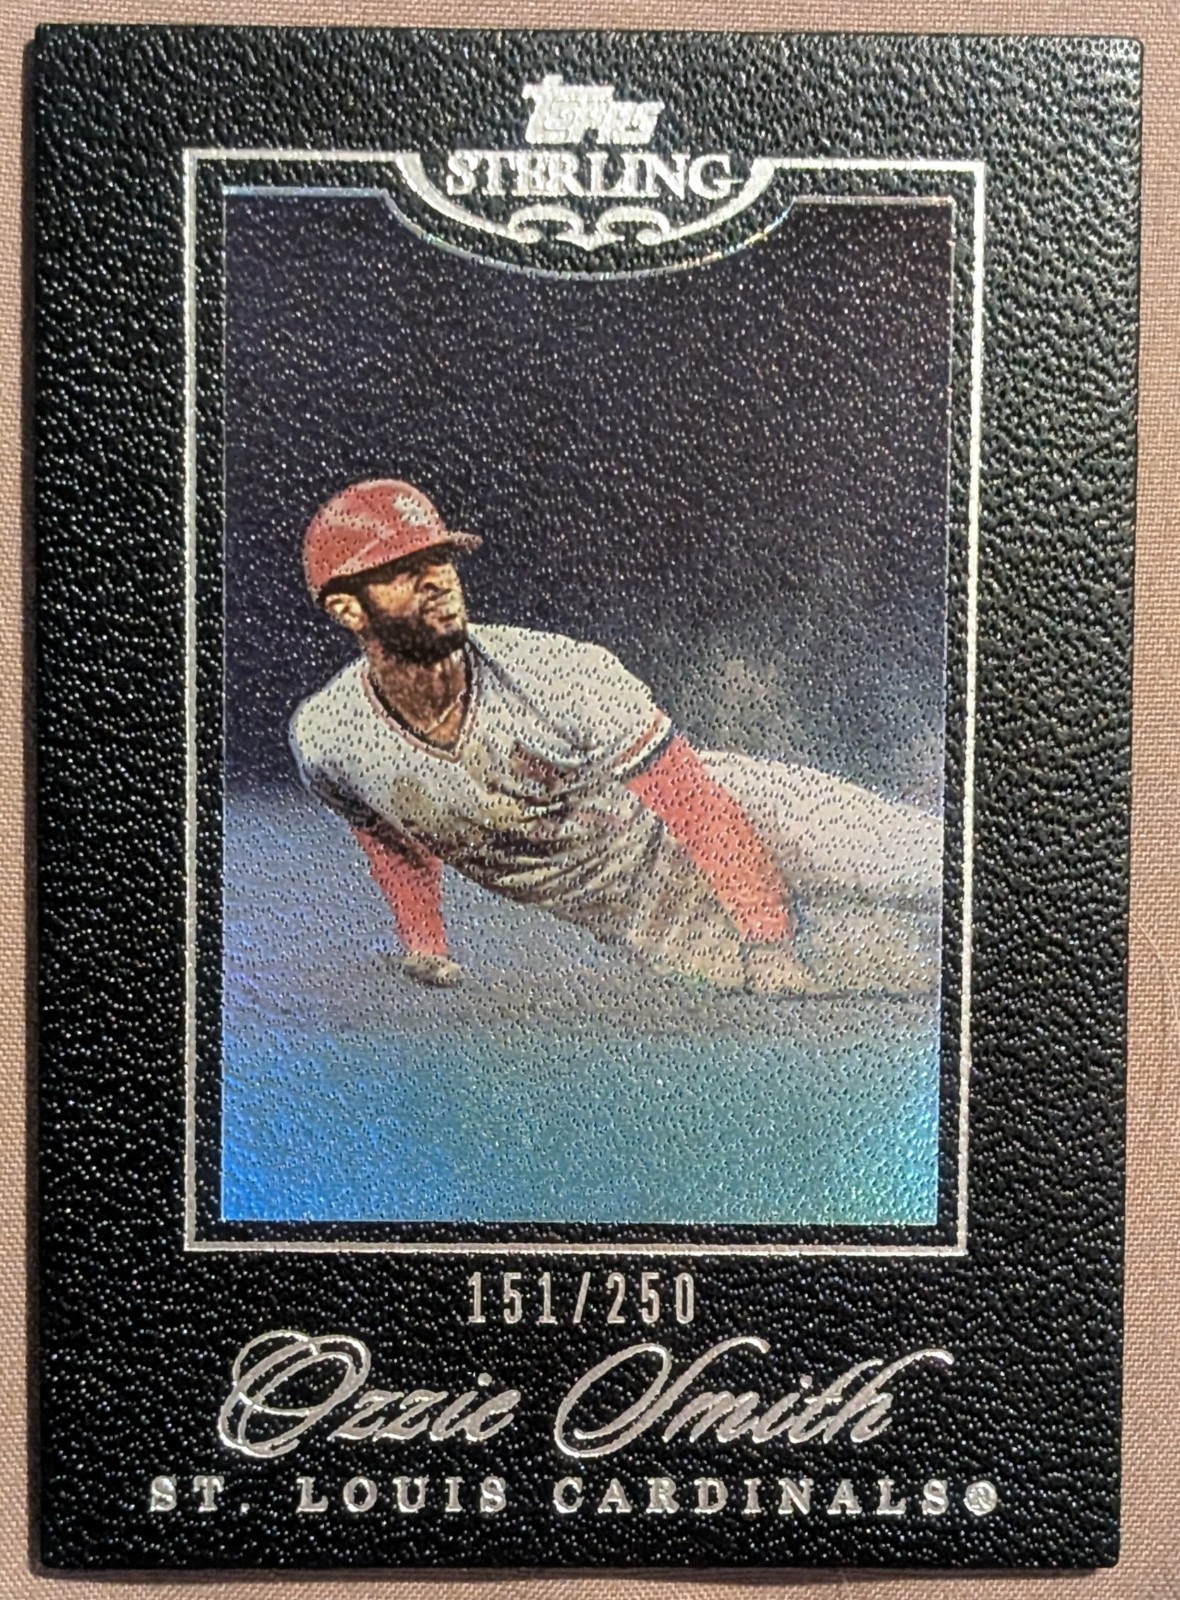 Topps
STERLING
151/250
Ozzie Smith
ST. LOUIS CARDINALS®